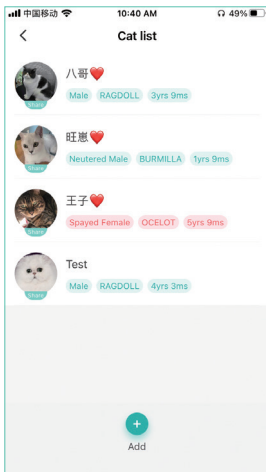 中国移动 10:40 AM 49%
Cat list
八哥❤️
Male RAGDOLL 3yrs 9ms
Share
旺崽❤️
Neutered Male BURMILLA 1yrs 9ms
Share
王子❤️
Spayed Female OCELOT 5yrs 9ms
Share
Test
Male RAGDOLL 4yrs 3ms
Share
Add